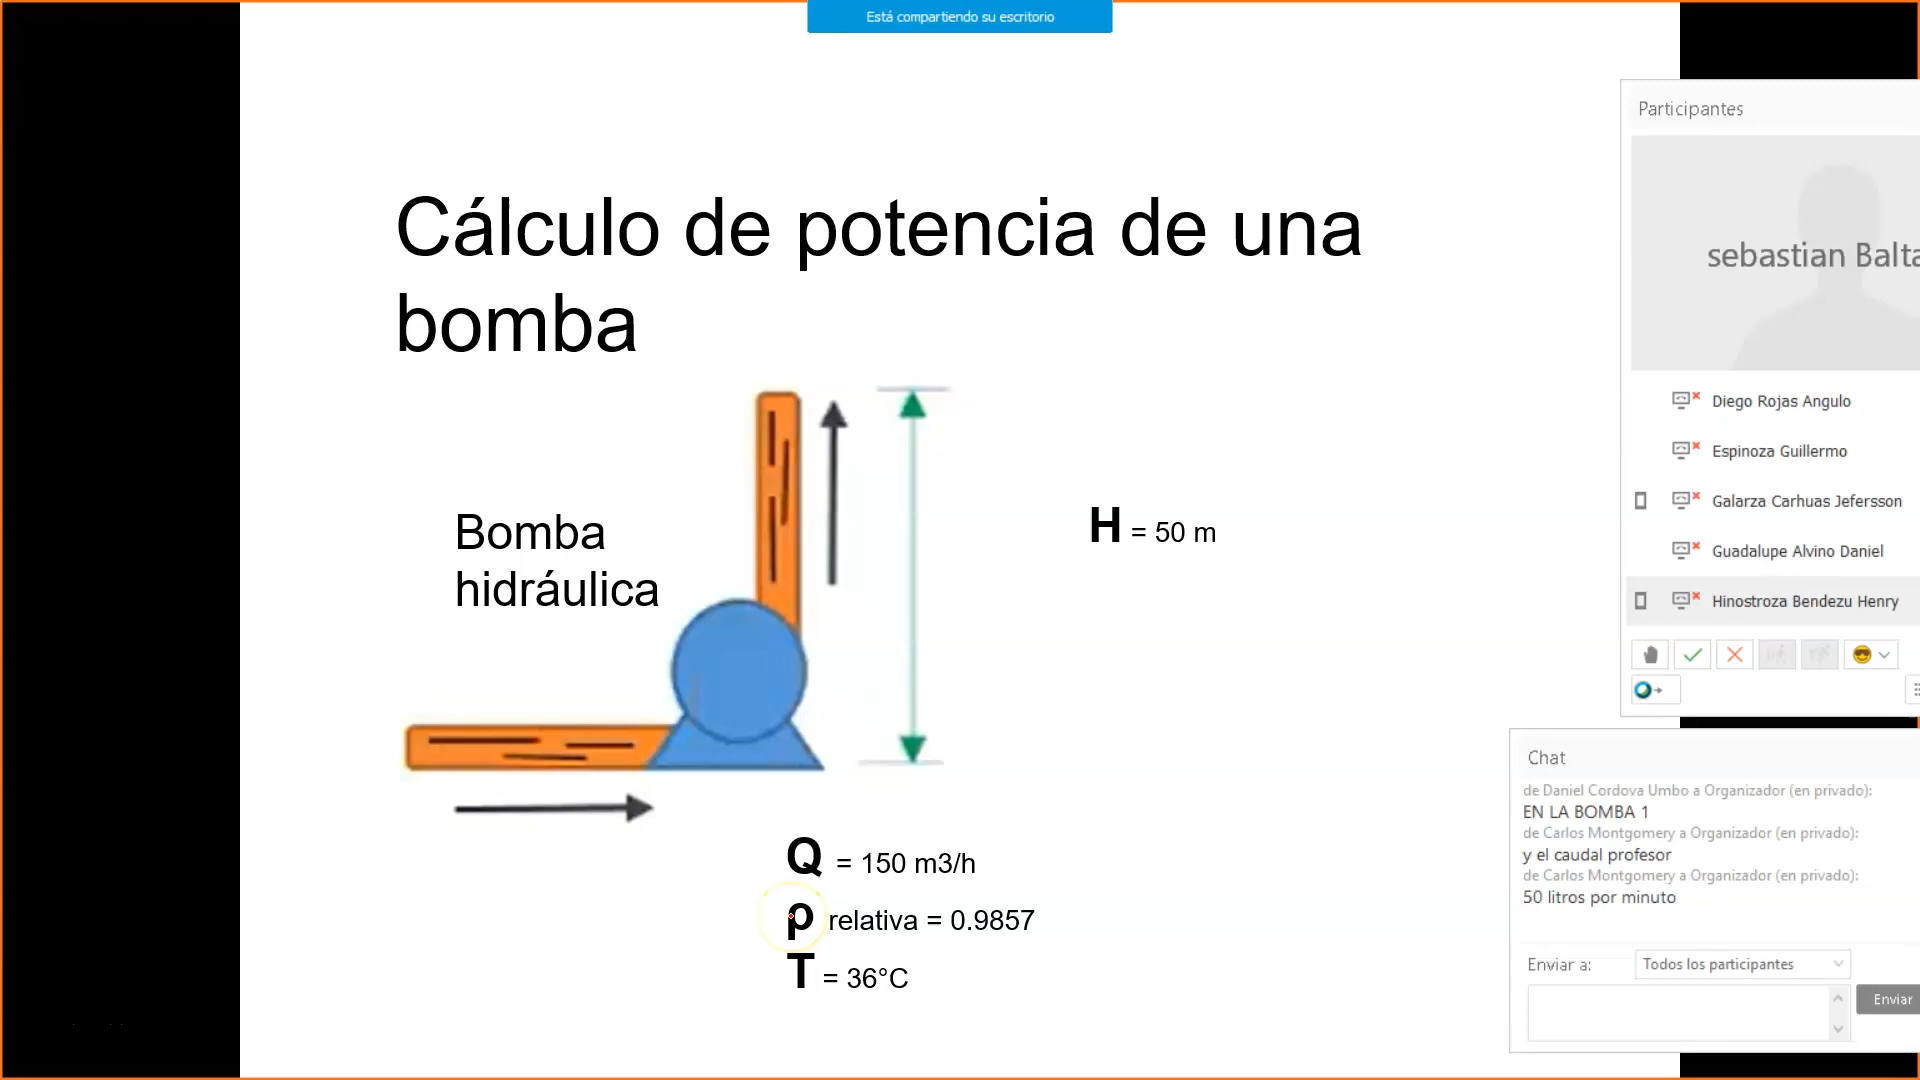 Está compartiendo su escritorio
Cálculo de potencia de una
bomba
Bomba
hidráulica
H = 50 m
Q = 150 m3/h
ρ relativa = 0.9857
T = 36°C
Participantes
sebastian Balta
Diego Rojas Angulo
Espinoza Guillermo
Galarza Carhuas Jefersson
Guadalupe Alvino Daniel
Hinostroza Bendezu Henry
Chat
de Daniel Cordova Umbo a Organizador (en privado):
EN LA BOMBA 1
de Carlos Montgomery a Organizador (en privado):
y el caudal profesor
de Carlos Montgomery a Organizador (en privado):
50 litros por minuto
Enviar a:
Todos los participantes
Enviar